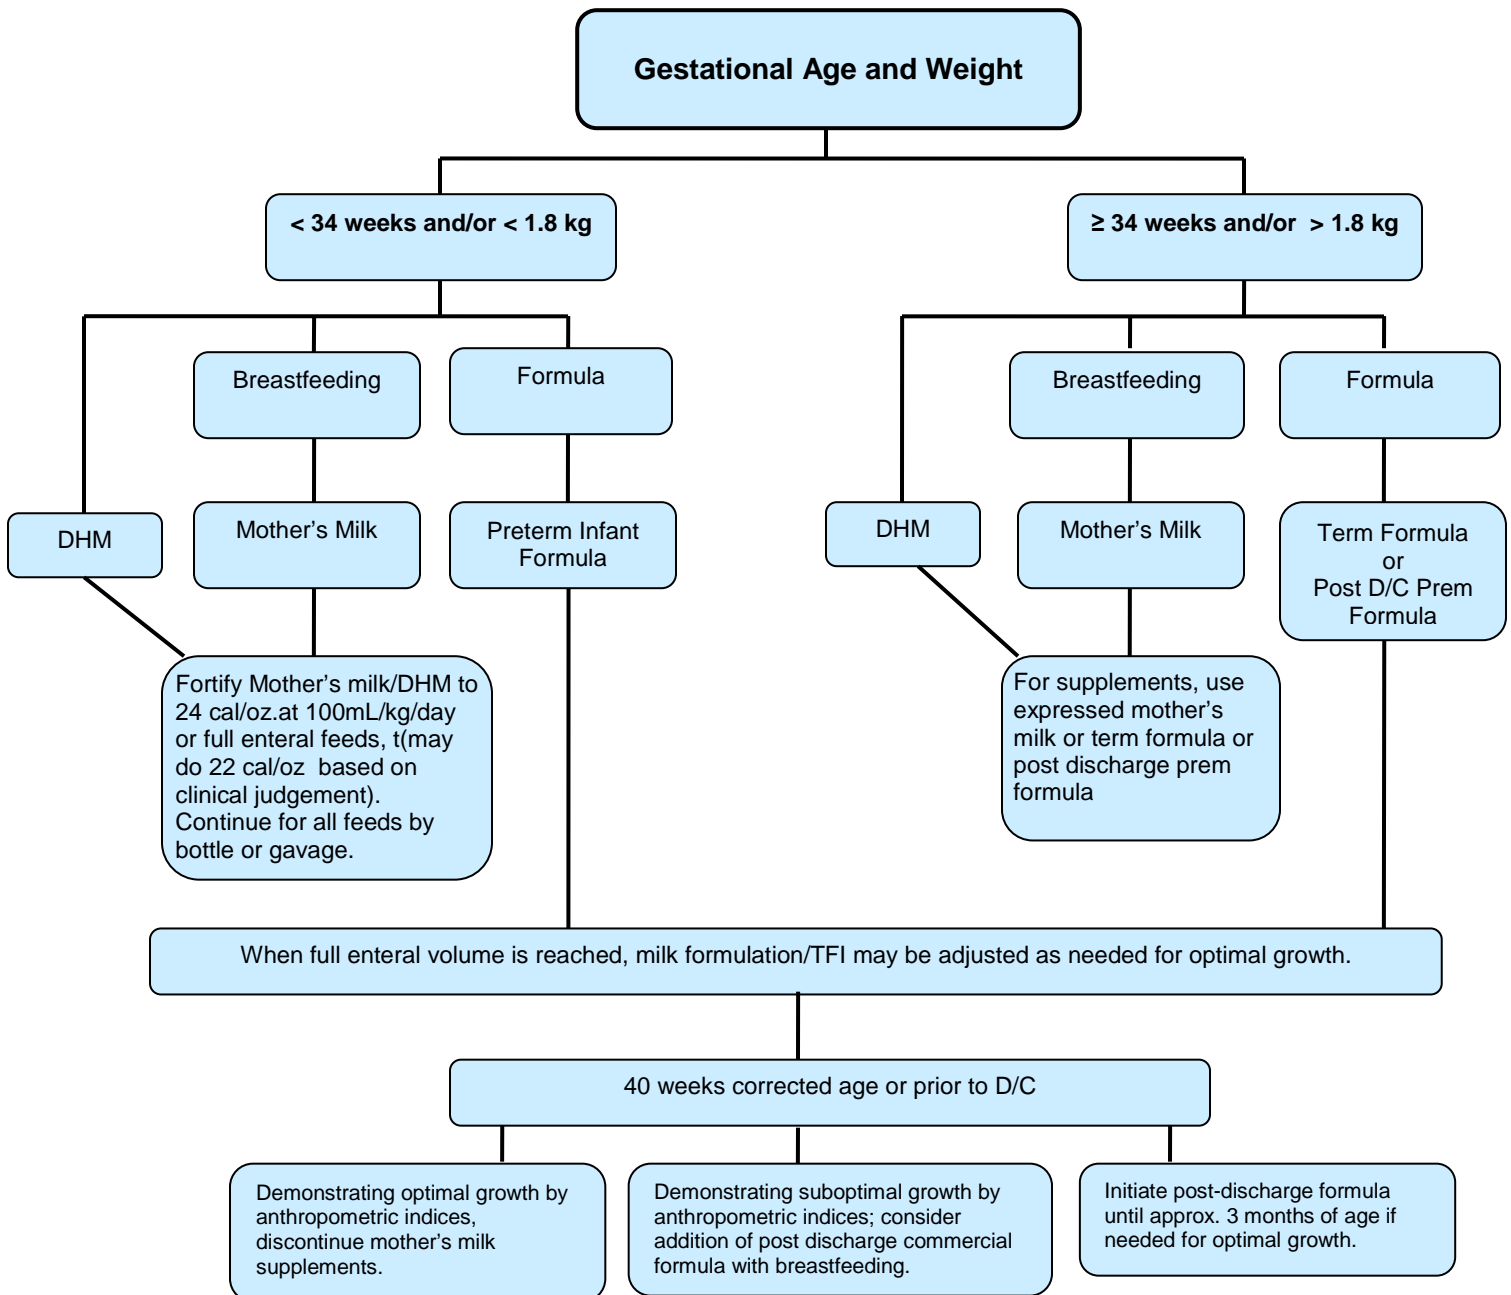 Gestational Age and Weight
< 34 weeks and/or < 1.8 kg
≥ 34 weeks and/or > 1.8 kg
Breastfeeding
Formula
Breastfeeding
Formula
DHM
Mother's Milk
Preterm Infant
Formula
DHM
Mother's Milk
Term Formula
or
Post D/C Prem
Formula
Fortify Mother's milk/DHM to
24 cal/oz.at 100mL/kg/day
or full enteral feeds, t(may
do 22 cal/oz based on
clinical judgement).
Continue for all feeds by
bottle or gavage.
For supplements, use
expressed mother's
milk or term formula or
post discharge prem
formula
When full enteral volume is reached, milk formulation/TFI may be adjusted as needed for optimal growth.
40 weeks corrected age or prior to D/C
Demonstrating optimal growth by
anthropometric indices,
discontinue mother's milk
supplements.
Demonstrating suboptimal growth by
anthropometric indices; consider
addition of post discharge commercial
formula with breastfeeding.
Initiate post-discharge formula
until approx. 3 months of age if
needed for optimal growth.